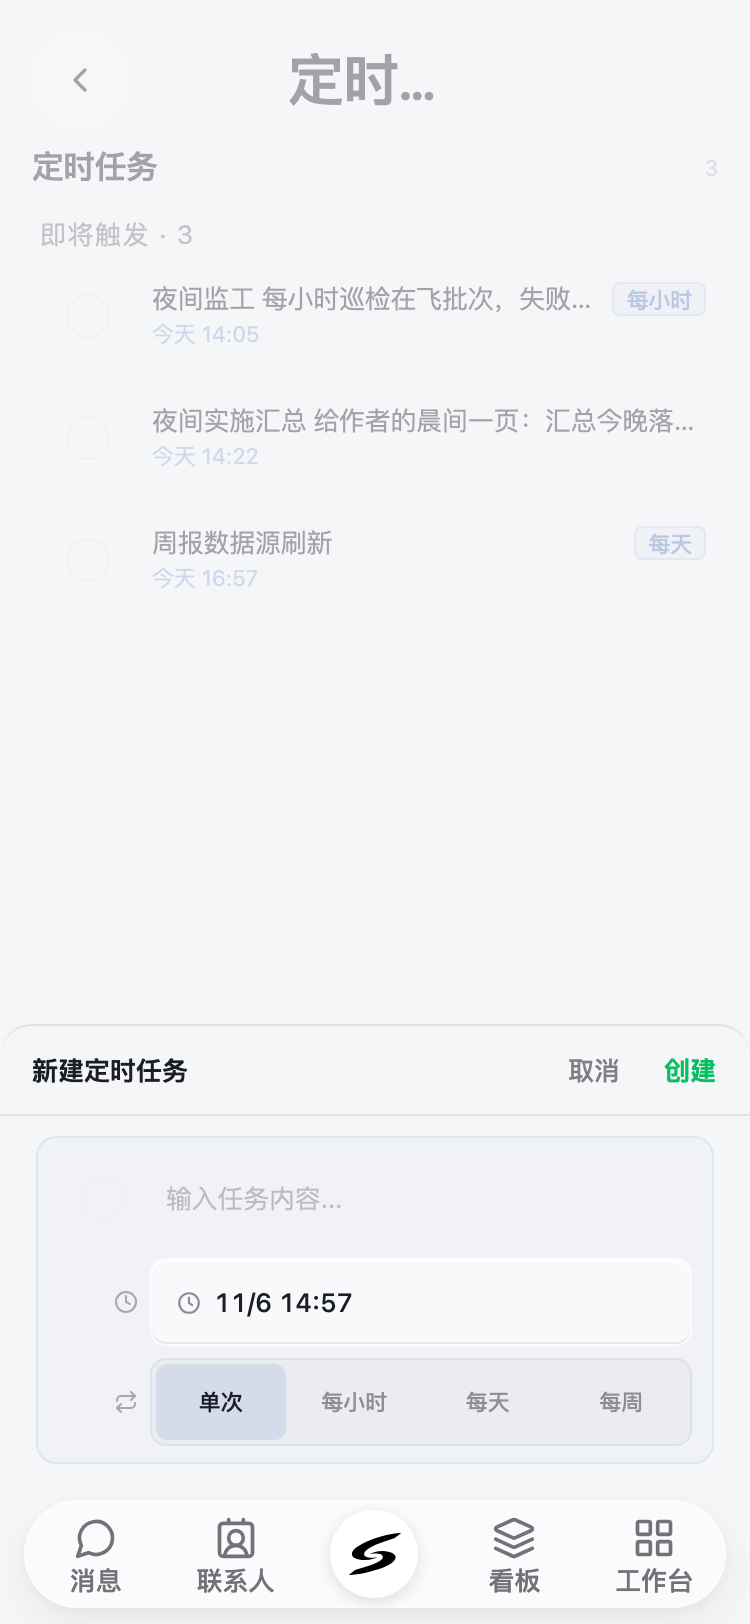 定时...
定时任务
3
即将触发 · 3
夜间监工 每小时巡检在飞批次，失败... 每小时
今天 14:05
夜间实施汇总 给作者的晨间一页：汇总今晚落...
今天 14:22
周报数据源刷新 每天
今天 16:57
新建定时任务 取消 创建
输入任务内容...
11/6 14:57
单次 每小时 每天 每周
消息 联系人 看板 工作台